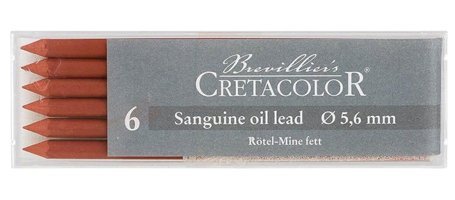 Brevillier's
CRETACOLOR®
6 Sanguine oil lead Ø 5,6 mm
Rötel-Mine fett